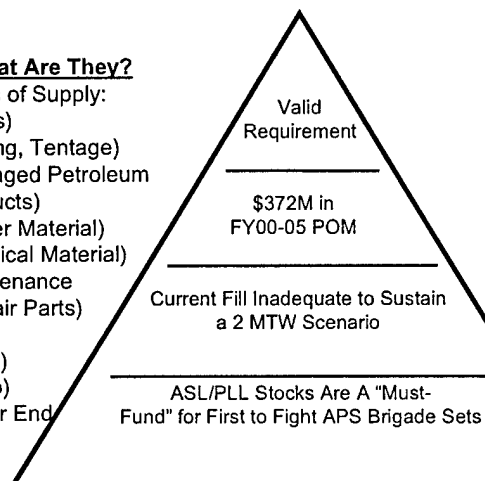 at Are They?
of Supply:
s)
ng, Tentage)
aged Petroleum
ucts)
er Material)
ical Material)
enance
air Parts)
)
)
r End
Valid
Requirement
$372M in
FY00-05 POM
Current Fill Inadequate to Sustain
a 2 MTW Scenario
ASL/PLL Stocks Are A "Must-
Fund" for First to Fight APS Brigade Sets